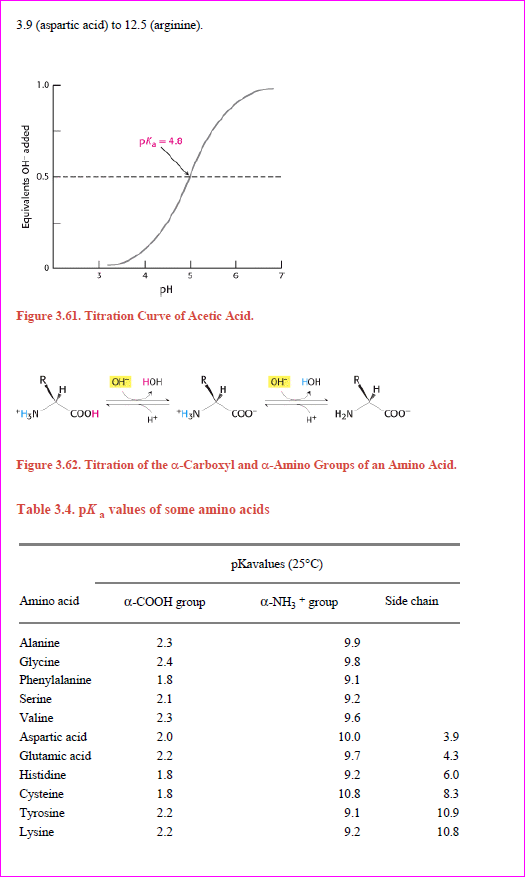 3.9 (aspartic acid) to 12.5 (arginine).
1.0
Equivalents OH⁻ added
pKₐ = 4.8
0.5
0
3 4 5 6 7
pH
Figure 3.61. Titration Curve of Acetic Acid.
R H ⁺H₃N COOH
OH⁻ HOH H⁺
R H ⁺H₃N COO⁻
OH⁻ HOH H⁺
R H H₂N COO⁻
Figure 3.62. Titration of the α-Carboxyl and α-Amino Groups of an Amino Acid.
Table 3.4. pK ₐ values of some amino acids
pKavalues (25°C)
Amino acid α-COOH group α-NH₃ ⁺ group Side chain
Alanine 2.3 9.9
Glycine 2.4 9.8
Phenylalanine 1.8 9.1
Serine 2.1 9.2
Valine 2.3 9.6
Aspartic acid 2.0 10.0 3.9
Glutamic acid 2.2 9.7 4.3
Histidine 1.8 9.2 6.0
Cysteine 1.8 10.8 8.3
Tyrosine 2.2 9.1 10.9
Lysine 2.2 9.2 10.8